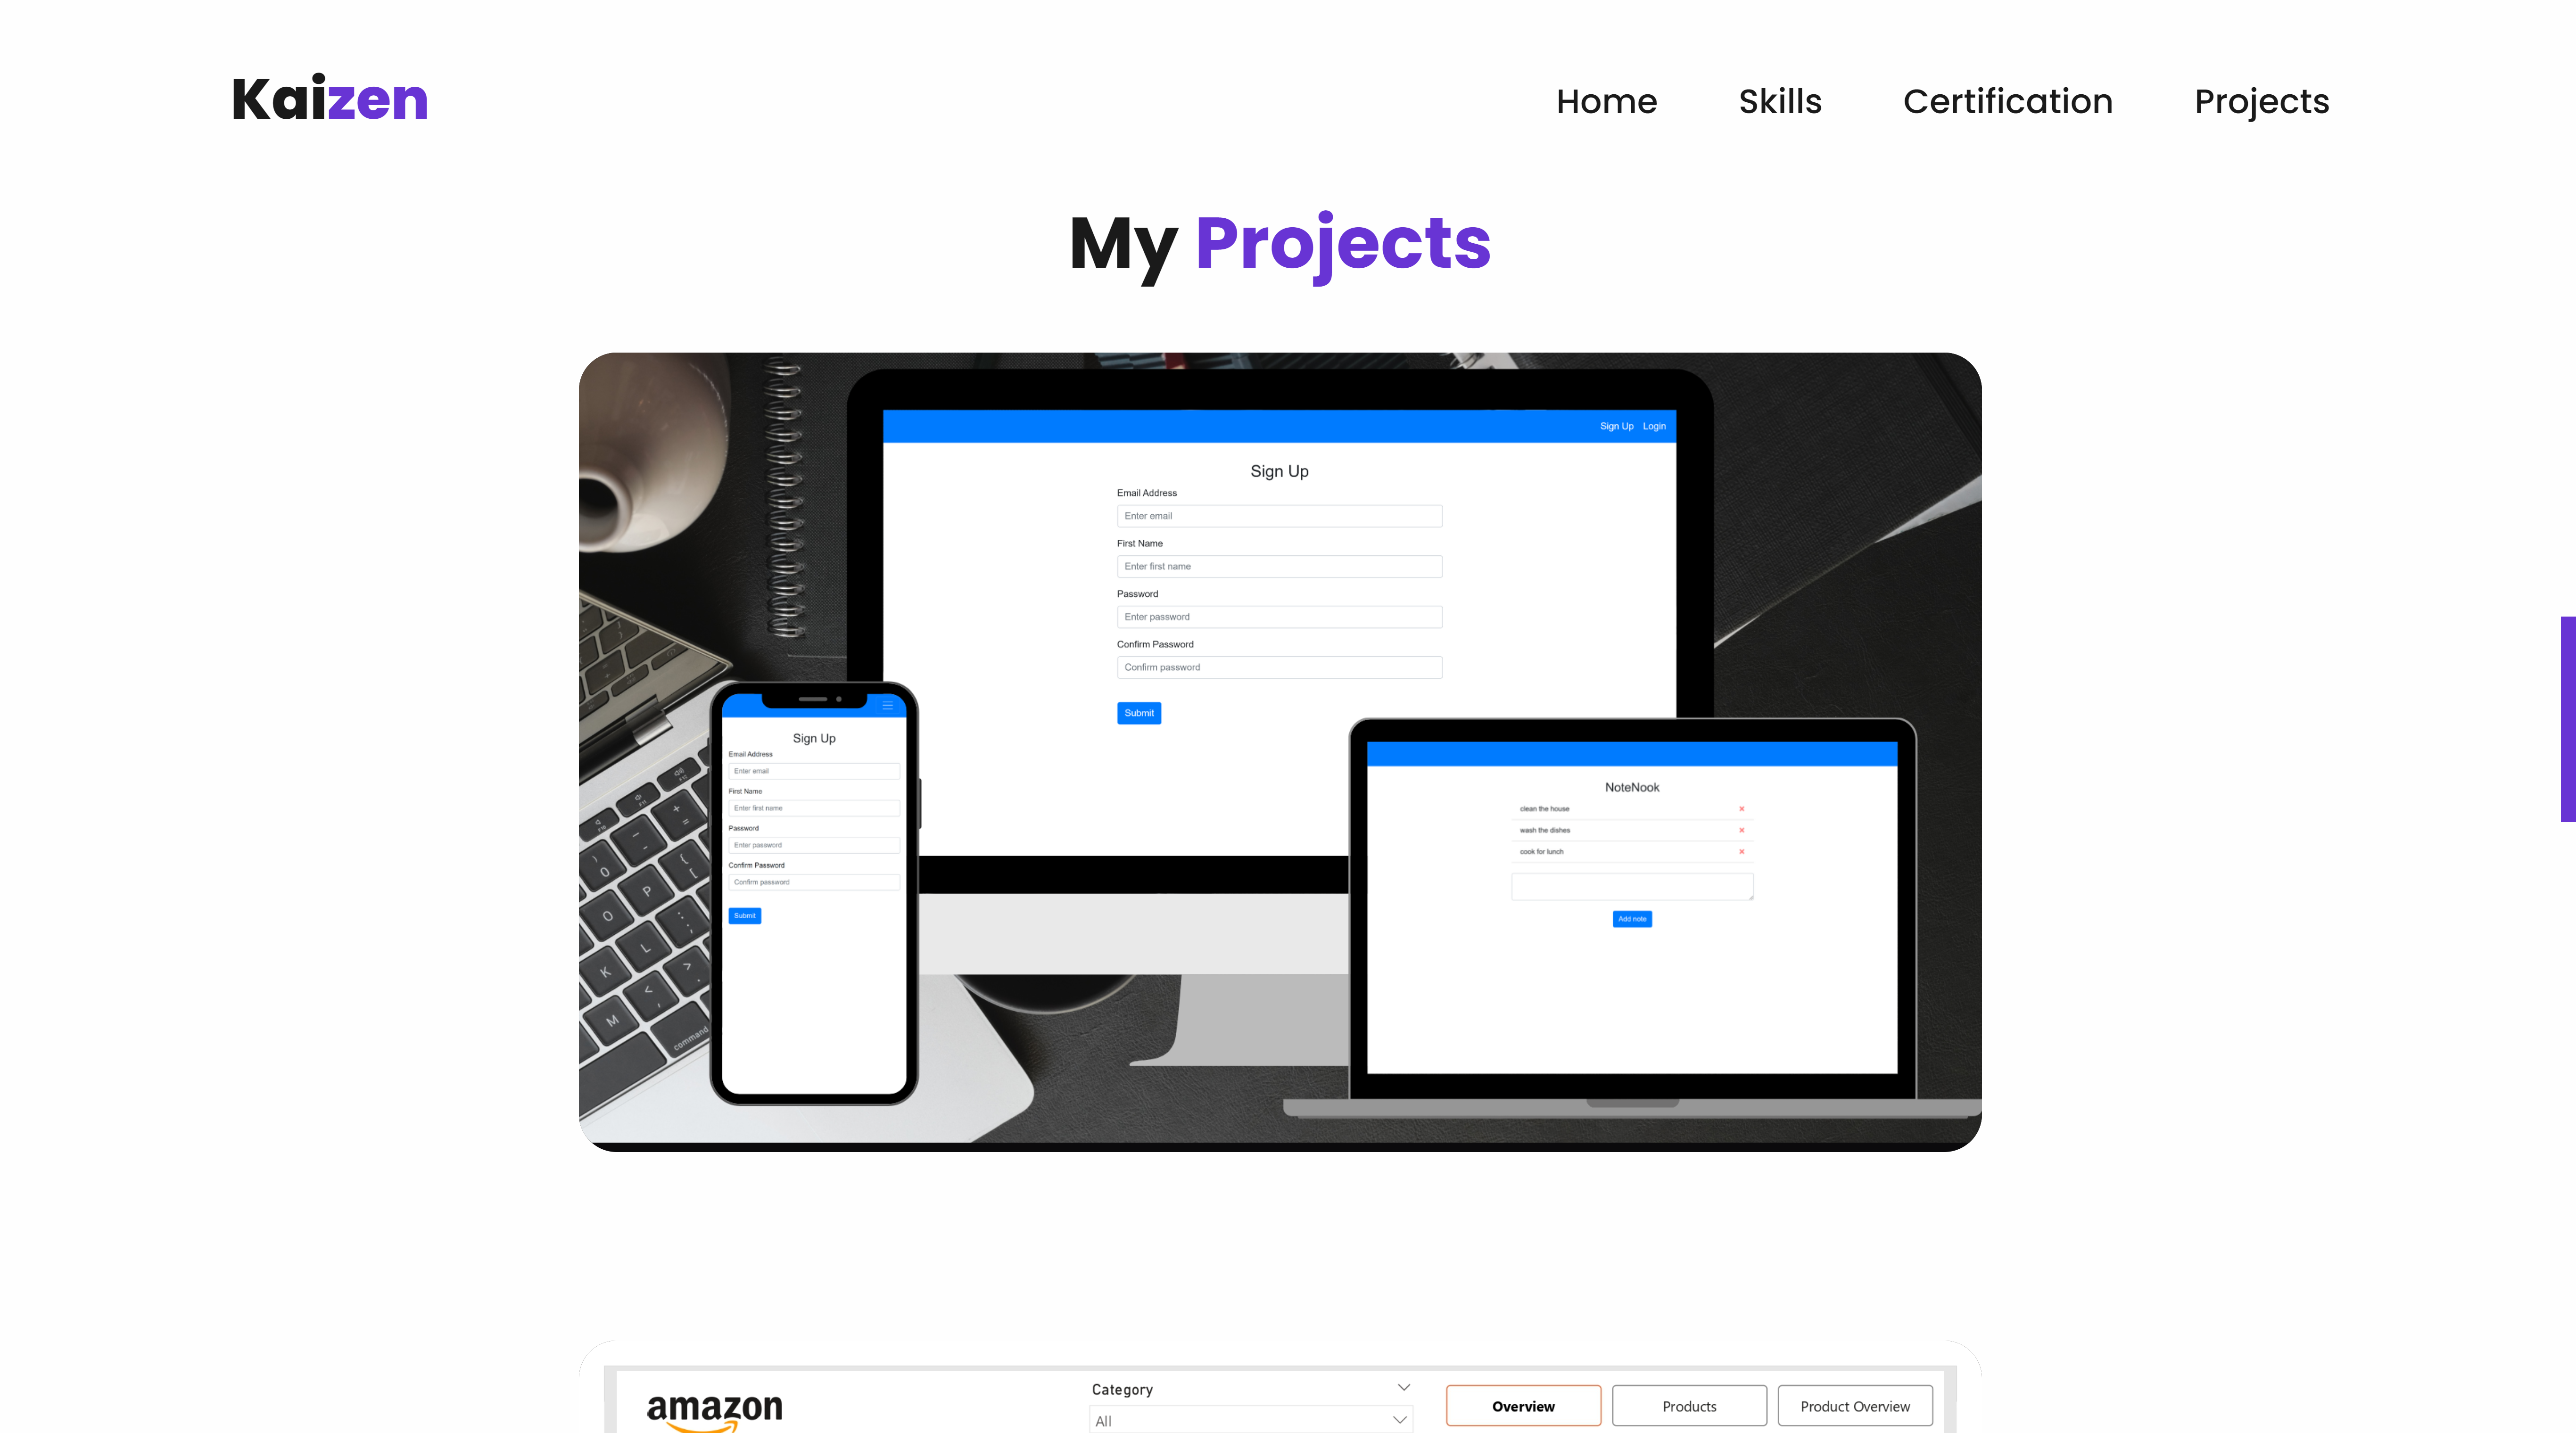 Kaizen
Home Skills Certification Projects
My Projects
Sign Up Login
Sign Up
Email Address
Enter email
First Name
Enter first name
Password
Enter password
Confirm Password
Confirm password
Submit
Sign Up
Email Address
Enter email
First Name
Enter first name
Password
Enter password
Confirm Password
Confirm password
Submit
NoteNook
clean the house
wash the dishes
cook for lunch
Add note
command
amazon
Category
All
Overview Products Product Overview